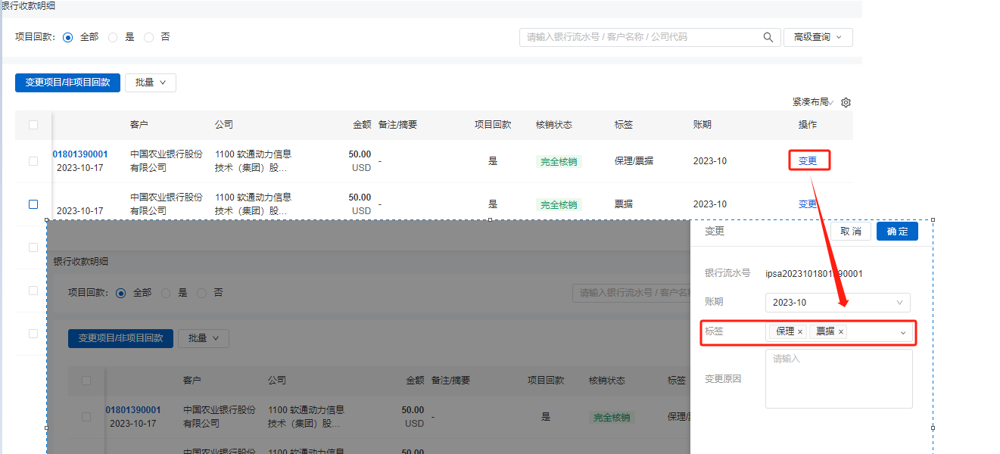 银行收款明细
项目回款: 全部 是 否 请输入银行流水号 / 客户名称 / 公司代码 高级查询
变更项目/非项目回款 批量
紧凑布局
客户 公司 金额 备注/摘要 项目回款 核销状态 标签 账期 操作
01801390001 中国农业银行股份 1100 软通动力信息 50.00
2023-10-17 有限公司 技术（集团）股... USD - 是 完全核销 保理/票据 2023-10 变更
中国农业银行股份 1100 软通动力信息 50.00
2023-10-17 有限公司 技术（集团）股... USD - 是 完全核销 票据 2023-10 变更
变更 取 消 确 定
银行收款明细
银行流水号
账期 2023-10
标签 保理 × 票据 ×
请输入
变更原因
项目回款: 全部 是 否 请输入银行流水号 / 客户名
变更项目/非项目回款 批量
客户 公司 金额 备注/摘要 项目回款 核销状态 标签
01801390001 中国农业银行股份 1100 软通动力信息 50.00
2023-10-17 有限公司 技术（集团）股... USD - 是 完全核销 保理/
中国农业银行股份 1100 软通动力信息 50.00